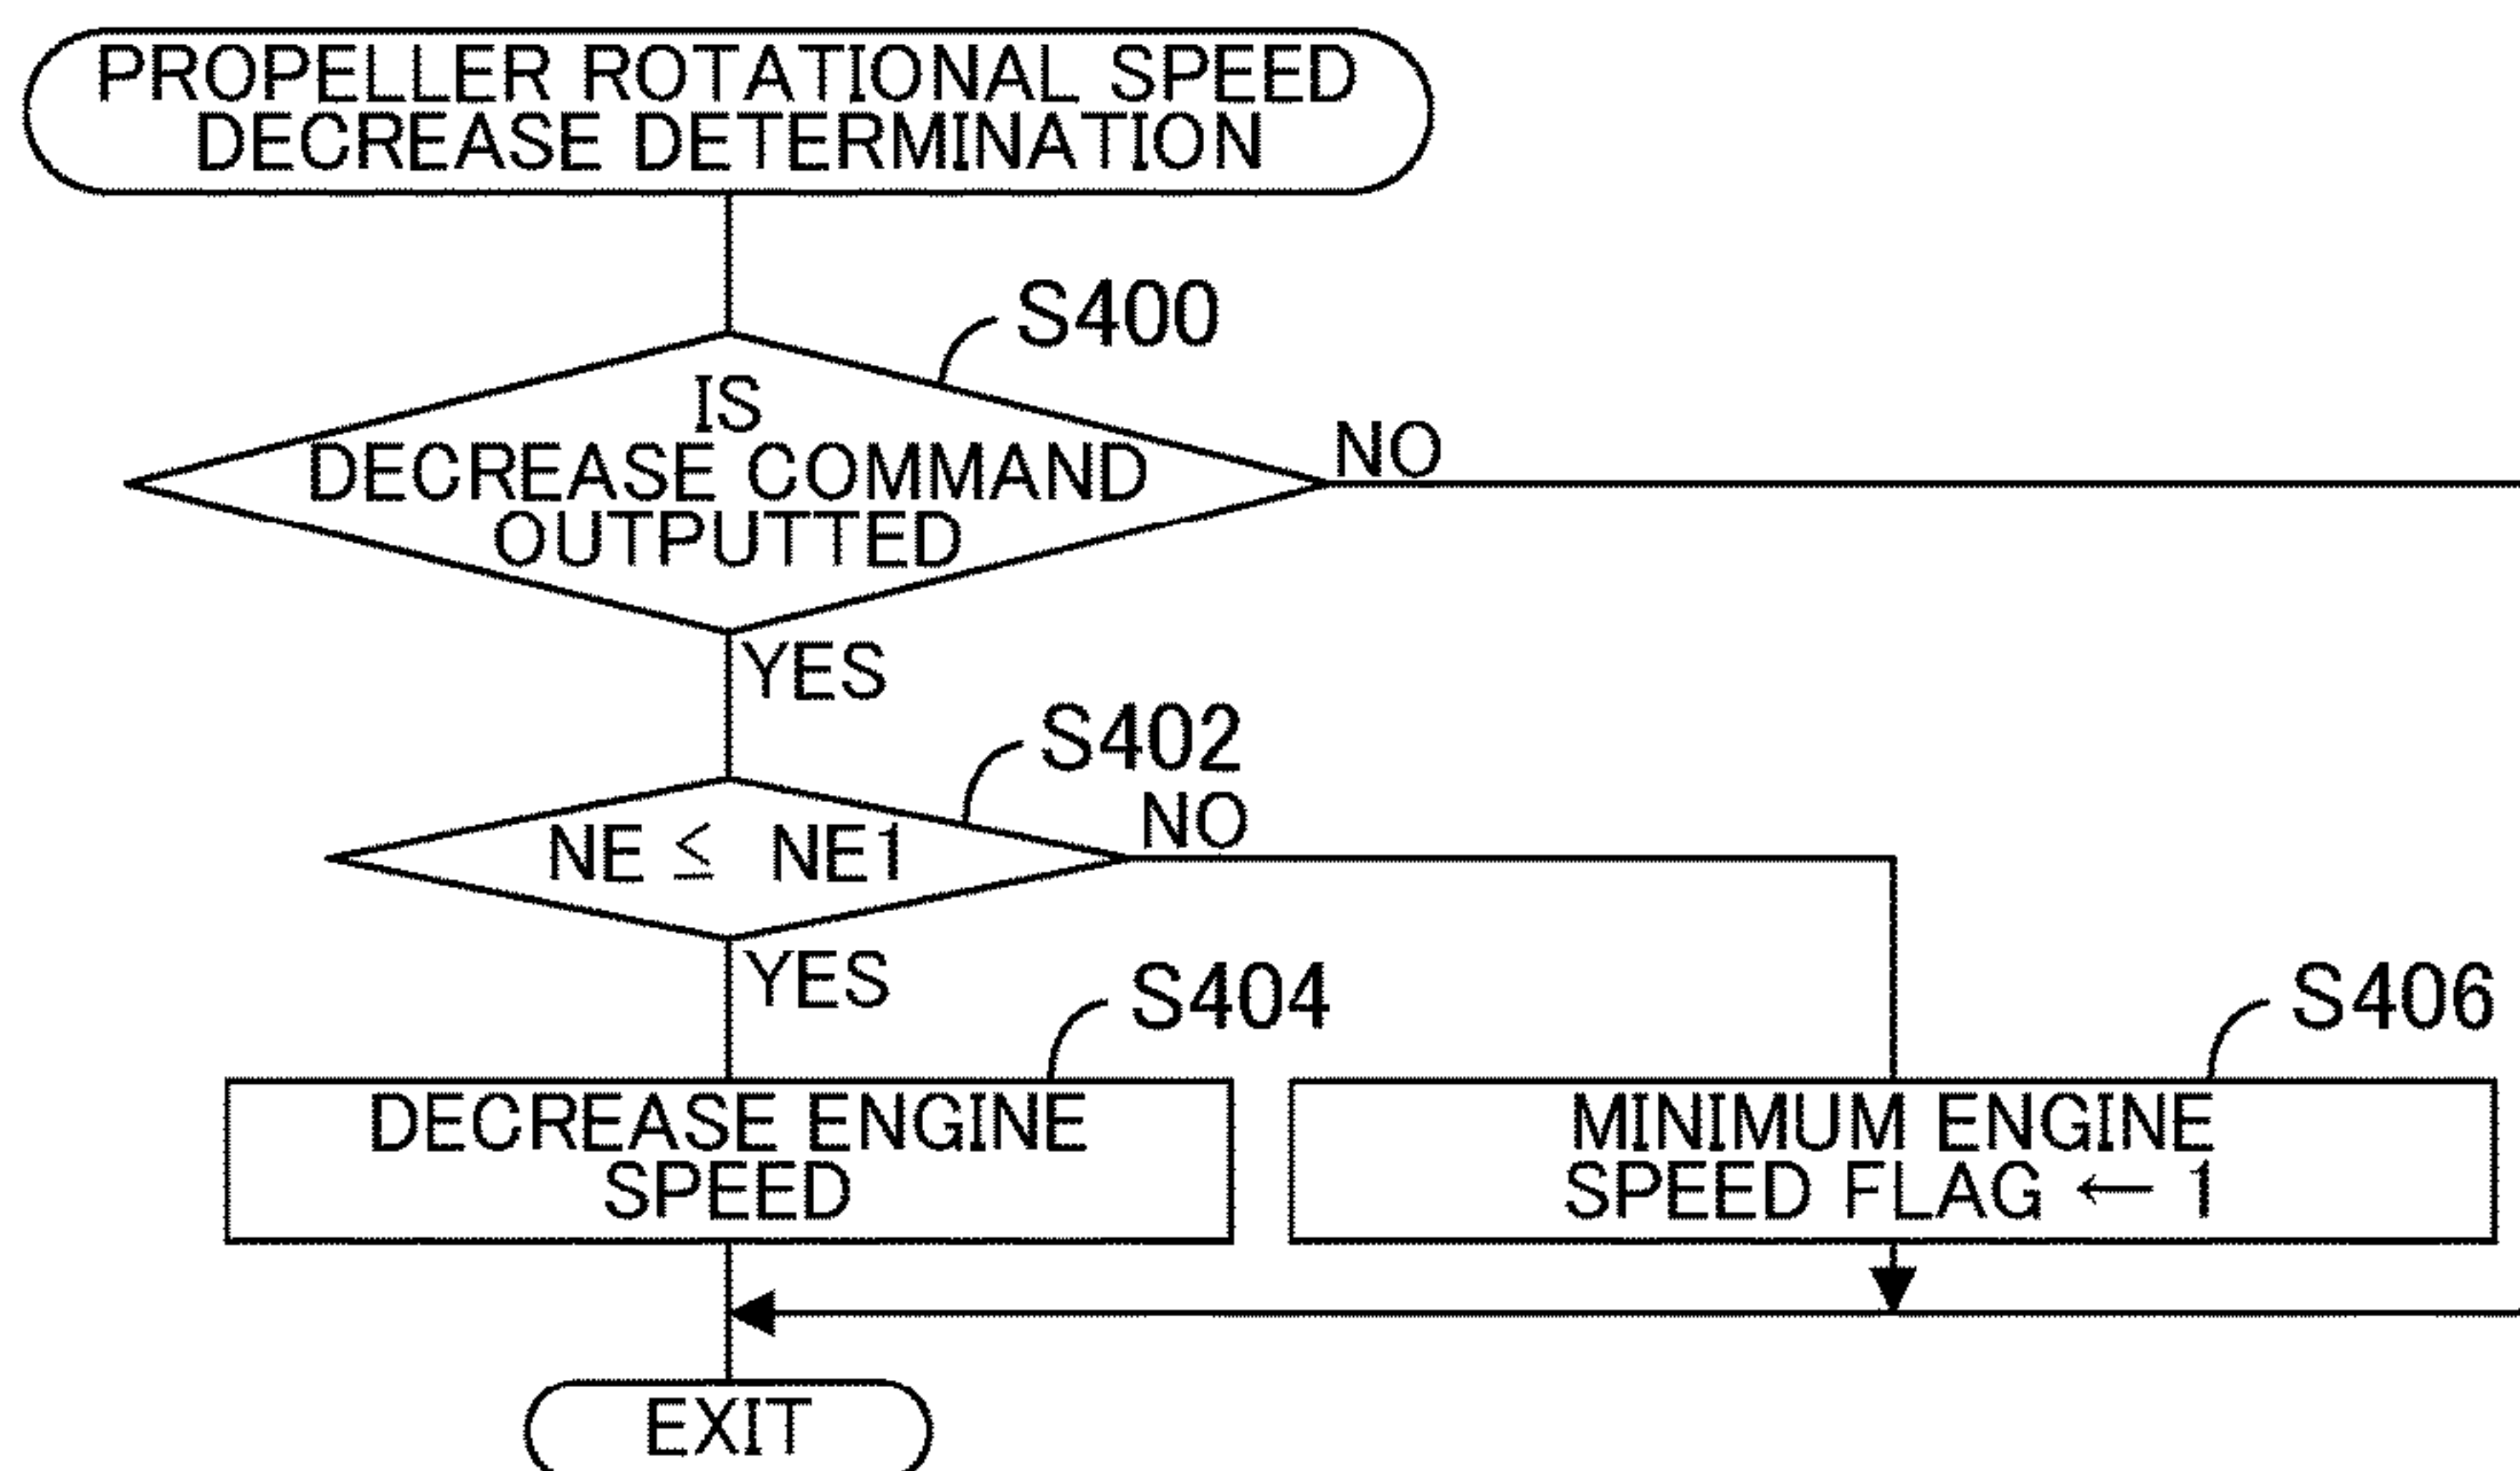 PROPELLER ROTATIONAL SPEED
DECREASE DETERMINATION
S400
IS
DECREASE COMMAND
OUTPUTTED
NO
YES
S402
NE ≤ NE1
NO
YES
S404
S406
DECREASE ENGINE
SPEED
MINIMUM ENGINE
SPEED FLAG ← 1
EXIT